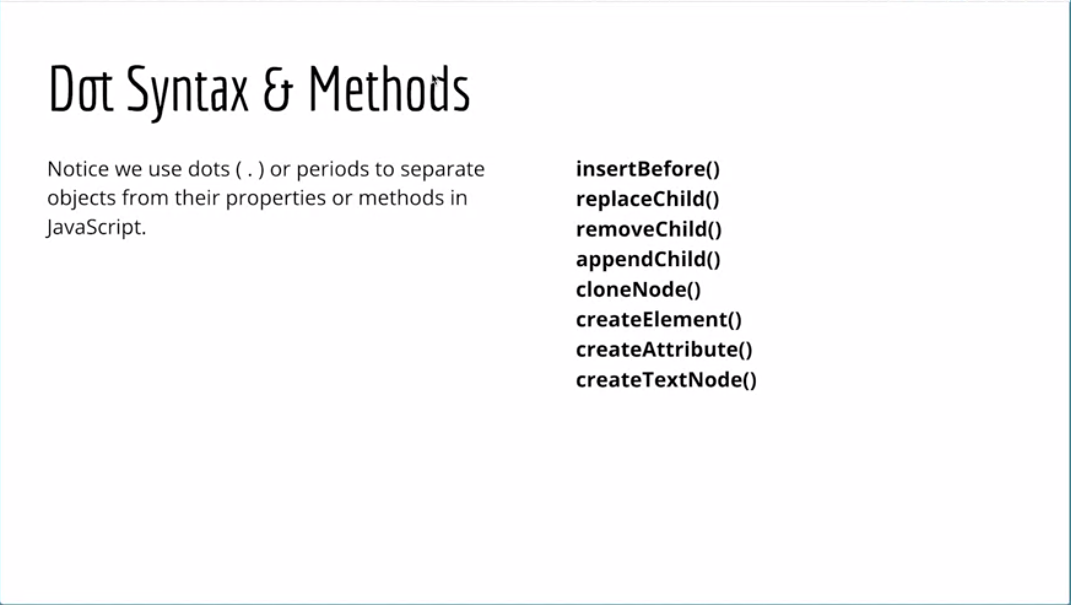 Dot Syntax & Methods
Notice we use dots ( . ) or periods to separate
objects from their properties or methods in
JavaScript.
insertBefore()
replaceChild()
removeChild()
appendChild()
cloneNode()
createElement()
createAttribute()
createTextNode()